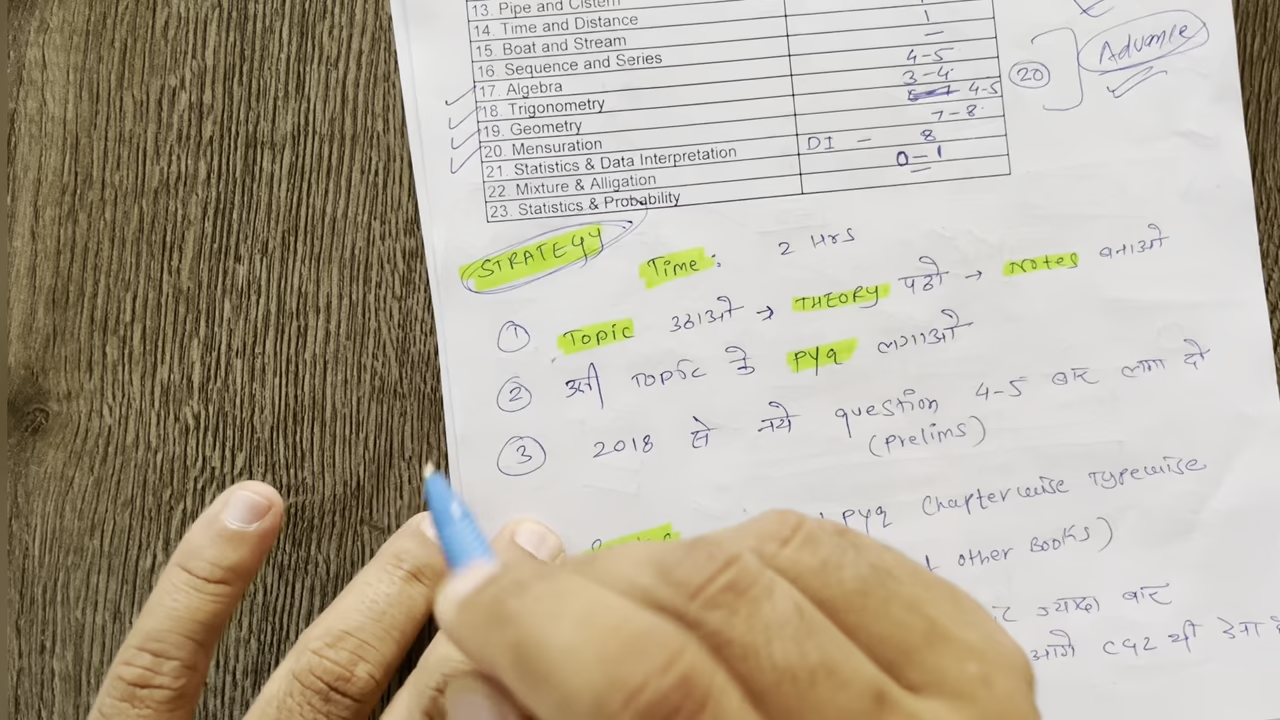 13. Pipe and Cistern
14. Time and Distance 1
15. Boat and Stream —
16. Sequence and Series 4-5
17. Algebra 3-4
18. Trigonometry 4-5
19. Geometry 7-8
20. Mensuration DI - 8
21. Statistics & Data Interpretation 0-1
22. Mixture & Alligation
23. Statistics & Probability
20 Advance
STRATEGY
Time: 2 Hrs
① Topic उठाओ → THEORY पढो → Notes बनाओ
② उसी TOPIC के PYQ लगाओ
③ 2018 से नये question 4-5 बार लगा दो
(Prelims)
PYQ Chapterwise Typewise
other Books)
ज्यादा बार
आगे